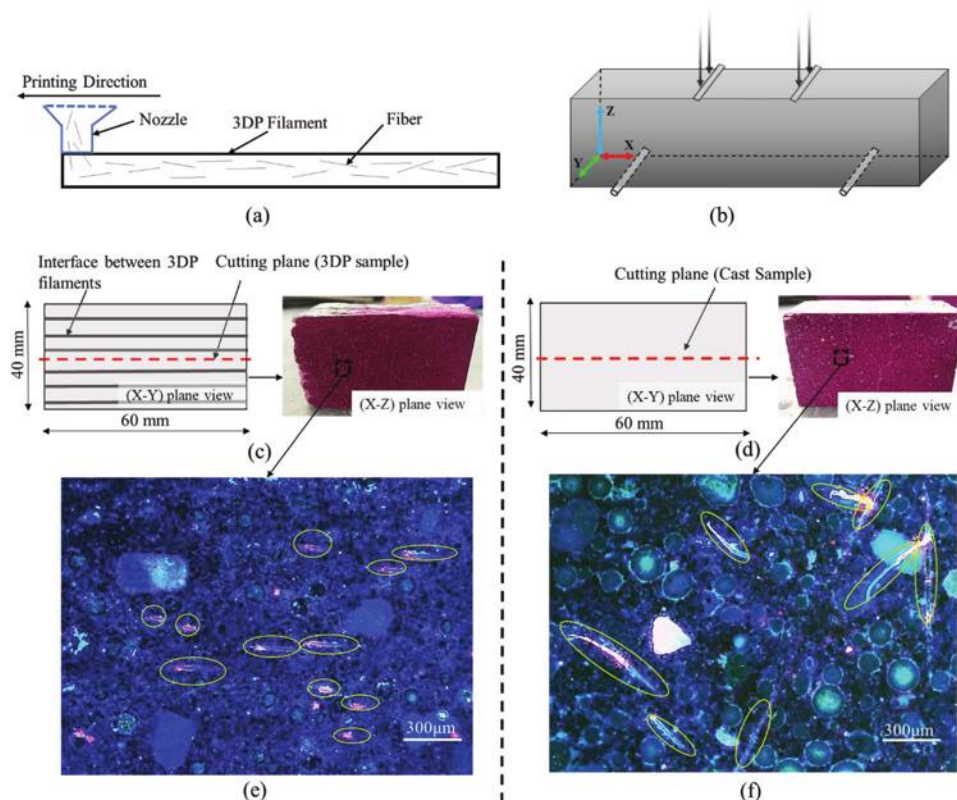 Printing Direction
Nozzle
3DP Filament
Fiber
(a)
Z
X
Y
(b)
Interface between 3DP
filaments
Cutting plane (3DP sample)
40 mm
(X-Y) plane view
60 mm
(X-Z) plane view
(c)
Cutting plane (Cast Sample)
40 mm
(X-Y) plane view
60 mm
(X-Z) plane view
(d)
300μm
(e)
300μm
(f)